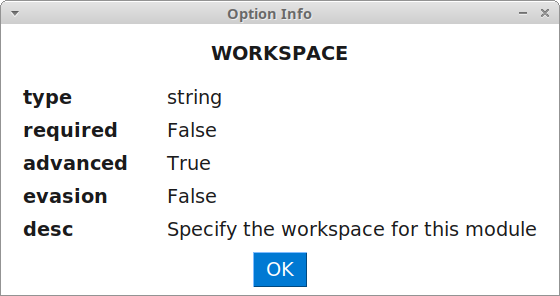 Option Info
WORKSPACE
type string
required False
advanced True
evasion False
desc Specify the workspace for this module
OK